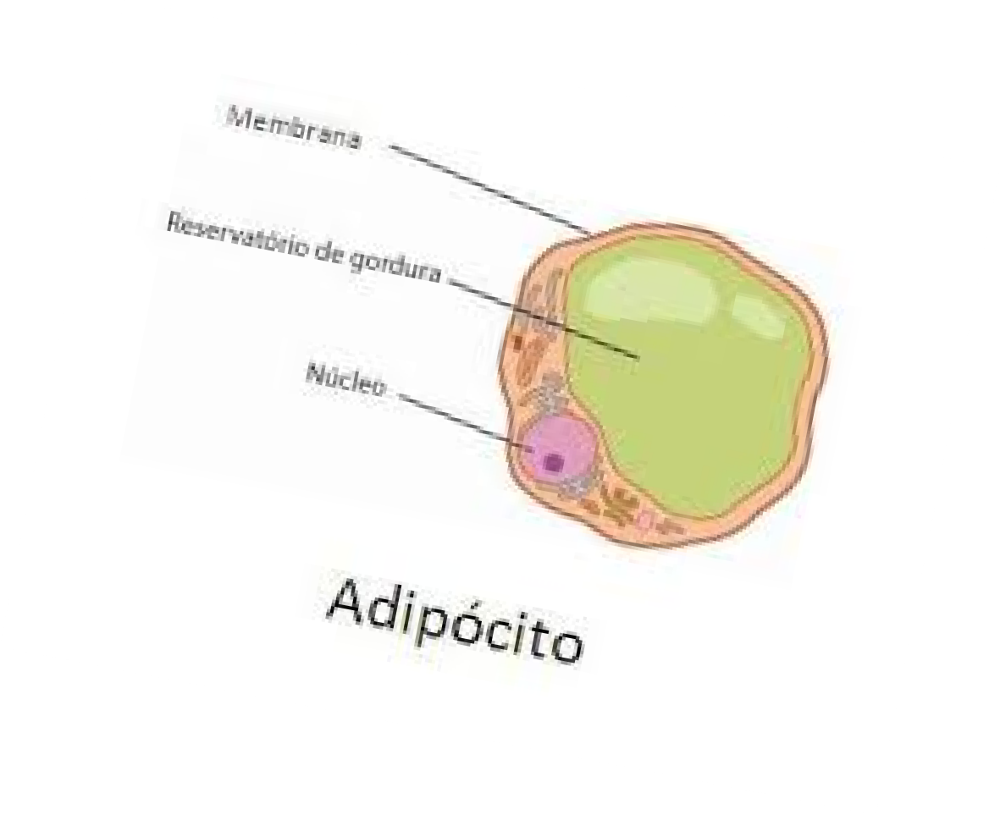 Membrana
Reservatório de gordura
Núcleo
Adipócito